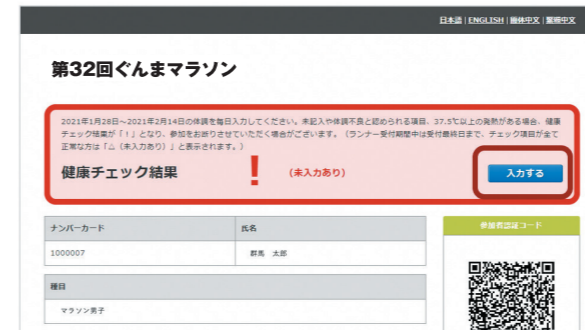 日本語 | ENGLISH | 簡体中文 | 繁體中文
第32回ぐんまマラソン
2021年1月28日~2021年2月14日の体調を毎日入力してください。未記入や体調不良と認められる項目、37.5℃以上の発熱がある場合、健康
チェック結果が「!」となり、参加をお断りさせていただく場合がございます。(ランナー受付期間中は受付最終日まで、チェック項目が全て
正常な方は「△(未入力あり)」と表示されます。)
健康チェック結果 ! (未入力あり) 入力する
ナンバーカード 氏名 参加者認証コード
1000007 群馬 太郎
種目
マラソン男子